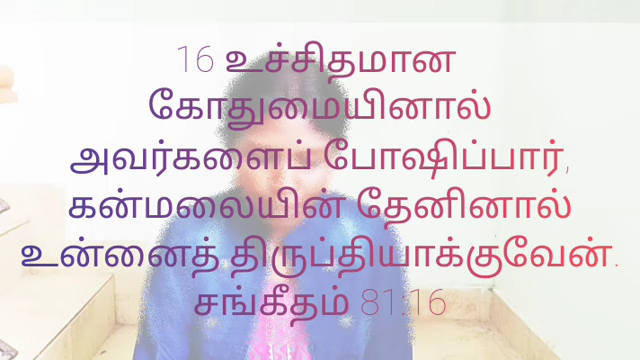 16 உச்சிதமான
கோதுமையினால்
அவர்களைப் போஷிப்பார்,
கன்மலையின் தேனினால்
உன்னைத் திருப்தியாக்குவேன்.
சங்கீதம் 81:16